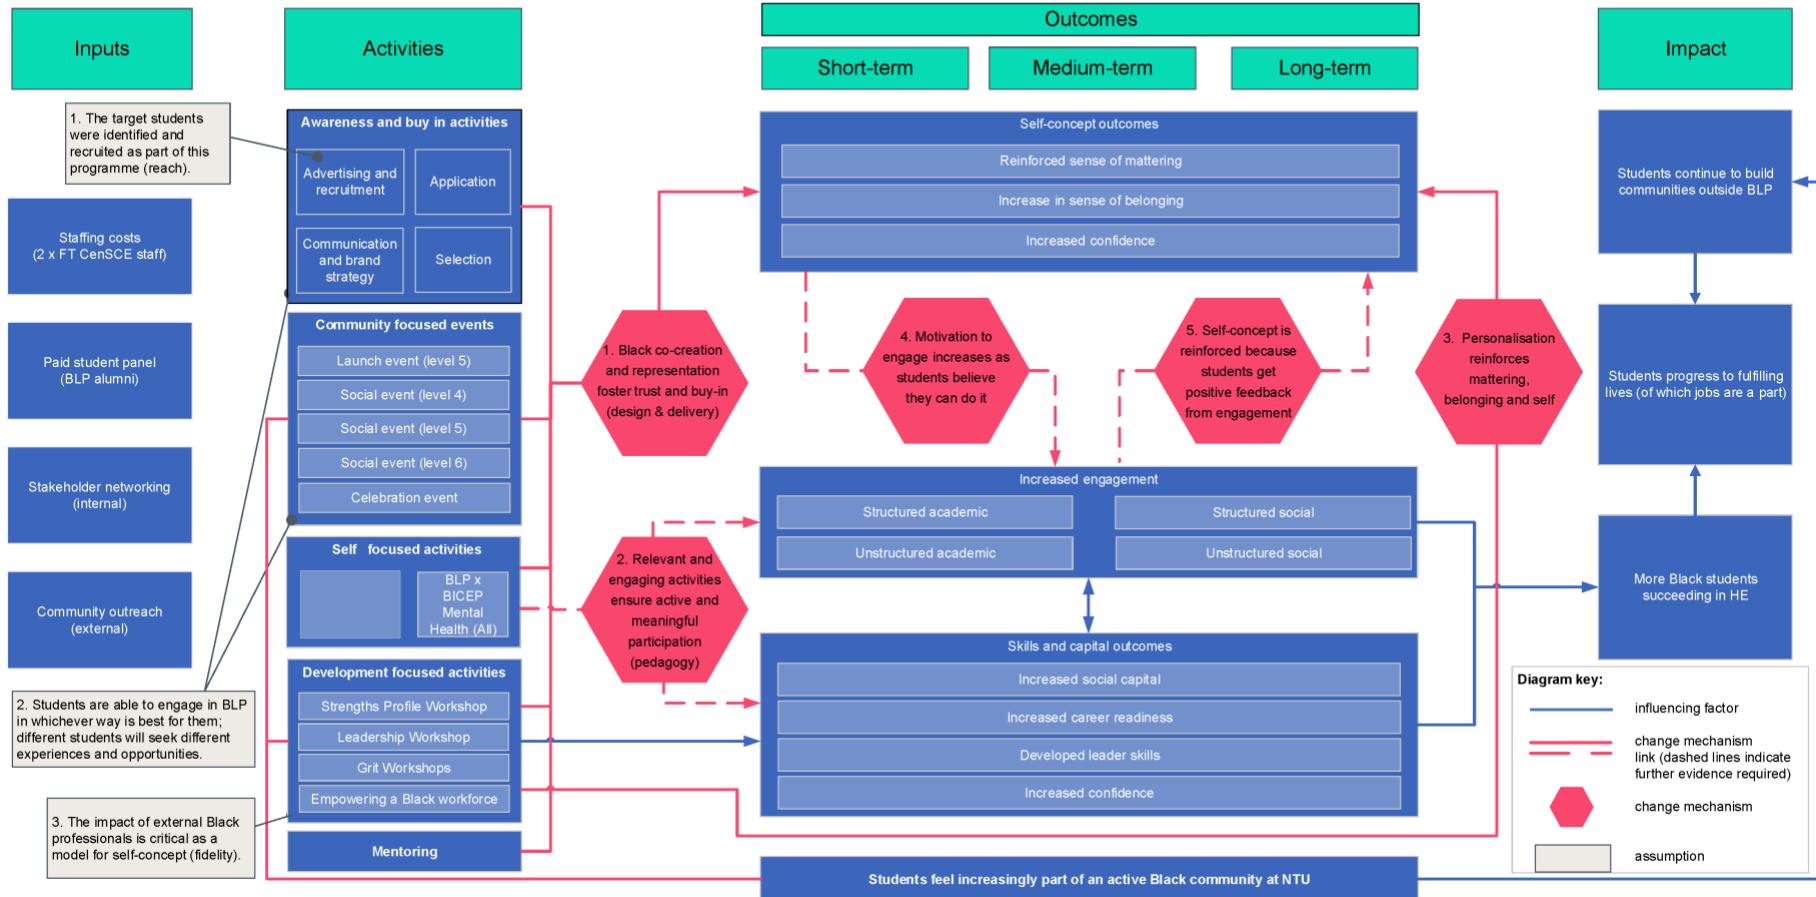 Inputs
Activities
Outcomes
Short-term
Medium-term
Long-term
Impact
1. The target students
were identified and
recruited as part of this
programme (reach).
Staffing costs
(2 x FT CenSCE staff)
Paid student panel
(BLP alumni)
Stakeholder networking
(internal)
Community outreach
(external)
2. Students are able to engage in BLP
in whichever way is best for them;
different students will seek different
experiences and opportunities.
3. The impact of external Black
professionals is critical as a
model for self-concept (fidelity).
Awareness and buy in activities
Advertising and
recruitment
Application
Communication
and brand
strategy
Selection
Community focused events
Launch event (level 5)
Social event (level 4)
Social event (level 5)
Social event (level 6)
Celebration event
Self focused activities
BLP x
BICEP
Mental
Health (All)
Development focused activities
Strengths Profile Workshop
Leadership Workshop
Grit Workshops
Empowering a Black workforce
Mentoring
1. Black co-creation
and representation
foster trust and buy-in
(design & delivery)
2. Relevant and
engaging activities
ensure active and
meaningful
participation
(pedagogy)
Self-concept outcomes
Reinforced sense of mattering
Increase in sense of belonging
Increased confidence
4. Motivation to
engage increases as
students believe
they can do it
5. Self-concept is
reinforced because
students get
positive feedback
from engagement
3. Personalisation
reinforces
mattering,
belonging and self
Increased engagement
Structured academic
Structured social
Unstructured academic
Unstructured social
Skills and capital outcomes
Increased social capital
Increased career readiness
Developed leader skills
Increased confidence
Students feel increasingly part of an active Black community at NTU
Students continue to build
communities outside BLP
Students progress to fulfilling
lives (of which jobs are a part)
More Black students
succeeding in HE
Diagram key:
influencing factor
change mechanism
link (dashed lines indicate
further evidence required)
change mechanism
assumption